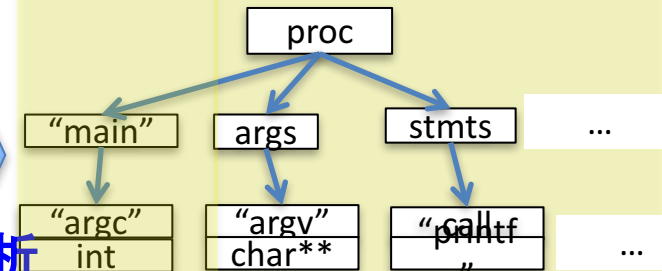 proc
“main”
args
stmts
...
“argc”
int
“argv”
char**
call
“printf
”
...
析